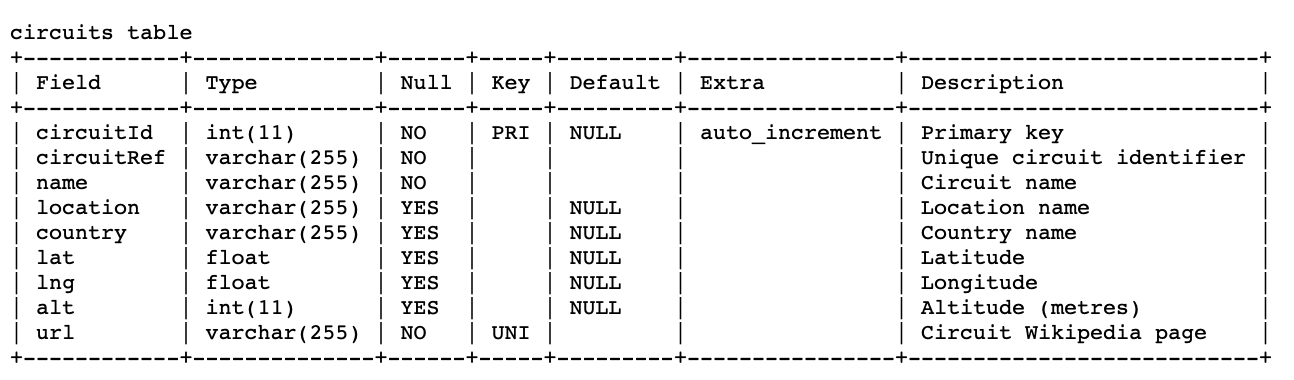 circuits table
+------------+--------------+------+-----+---------+----------------+---------------------------+
| Field      | Type         | Null | Key | Default | Extra          | Description               |
+------------+--------------+------+-----+---------+----------------+---------------------------+
| circuitId  | int(11)      | NO   | PRI | NULL    | auto_increment | Primary key               |
| circuitRef | varchar(255) | NO   |     |         |                | Unique circuit identifier |
| name       | varchar(255) | NO   |     |         |                | Circuit name              |
| location   | varchar(255) | YES  |     | NULL    |                | Location name             |
| country    | varchar(255) | YES  |     | NULL    |                | Country name              |
| lat        | float        | YES  |     | NULL    |                | Latitude                  |
| lng        | float        | YES  |     | NULL    |                | Longitude                 |
| alt        | int(11)      | YES  |     | NULL    |                | Altitude (metres)         |
| url        | varchar(255) | NO   | UNI |         |                | Circuit Wikipedia page    |
+------------+--------------+------+-----+---------+----------------+---------------------------+